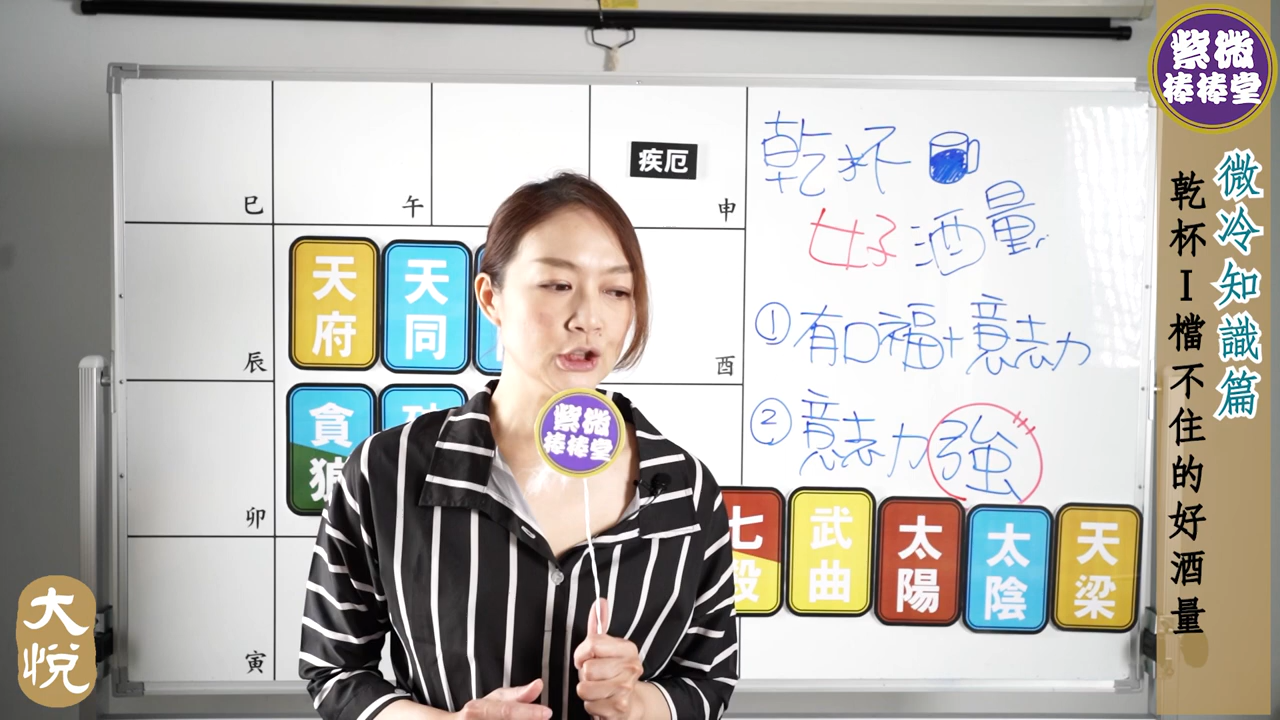 紫微
棒棒堂
微冷知識篇
乾杯I檔不住的好酒量
乾杯
好酒量
①有口福+意志力
②意志力強
疾厄
巳
午
申
辰
酉
卯
寅
天府
天同
貪狼
七殺
武曲
太陽
太陰
天梁
紫微
棒棒堂
大悅